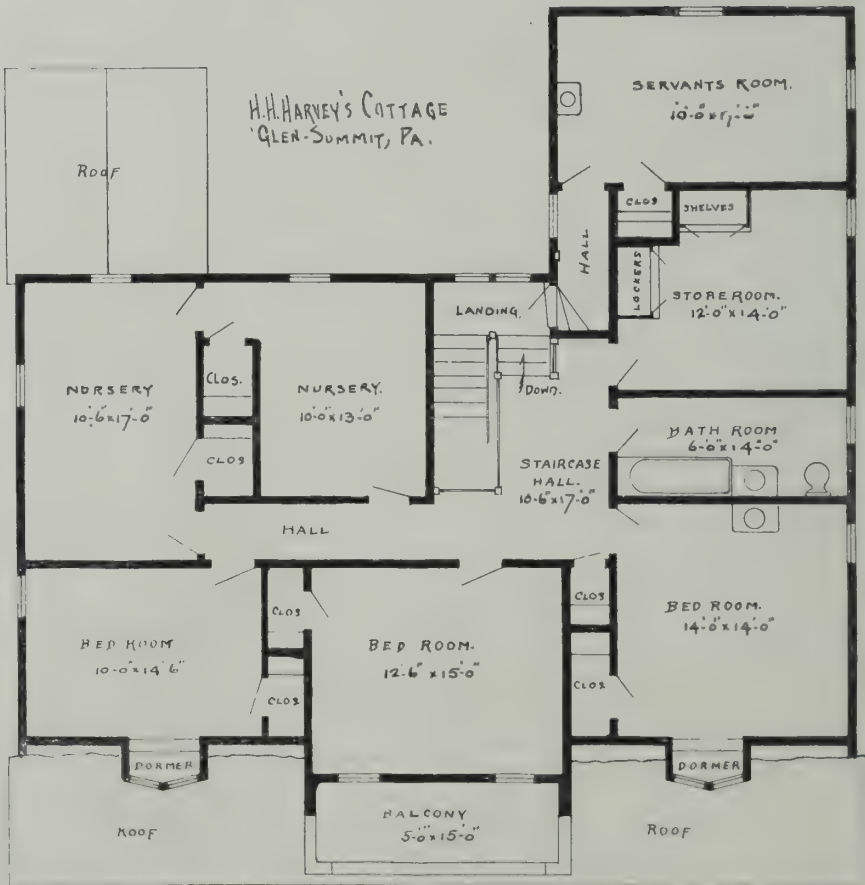 SERVANTS ROOM.
H.H. HARVEY'S COTTAGE
GLEN-SUMMIT, PA.
ROOF
CLOS
SHELVES
HALL
LOCKERS
STOREROOM.
12'-0" x 14'-0"
LANDING.
DOWN.
NURSERY
10'-6" x 17'-0"
CLOS.
CLOS
NURSERY.
10'-0" x 13'-0"
BATH ROOM
6'-0" x 14'-0"
STAIRCASE
HALL.
10'-6" x 17'-0"
HALL
BED ROOM
10'-0" x 14'6"
CLOS
CLOS
BED ROOM.
12'-6" x 15'-0"
CLOS
CLOS
BED ROOM.
14'-0" x 14'-0"
DORMER
DORMER
ROOF
BALCONY
5'-0" x 15'-0"
ROOF